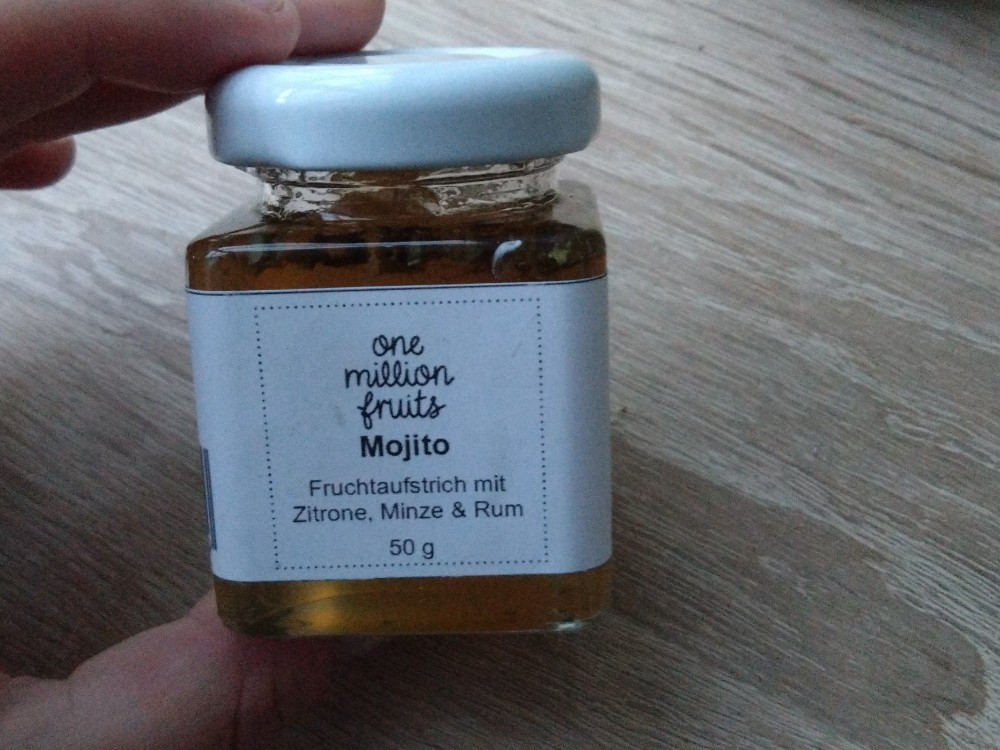 one
million
fruits
Mojito
Fruchtaufstrich mit
Zitrone, Minze & Rum
50 g